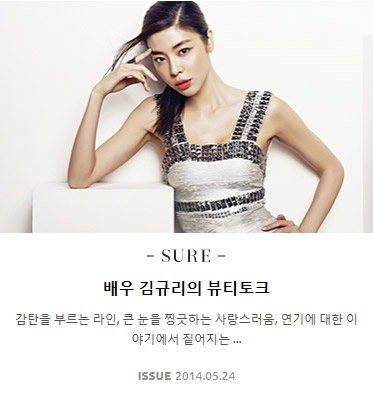 - SURE -
배우 김규리의 뷰티토크
감탄을 부르는 라인, 큰 눈을 찡긋하는 사랑스러움, 연기에 대한 이
야기에서 짙어지는 ...
ISSUE 2014.05.24